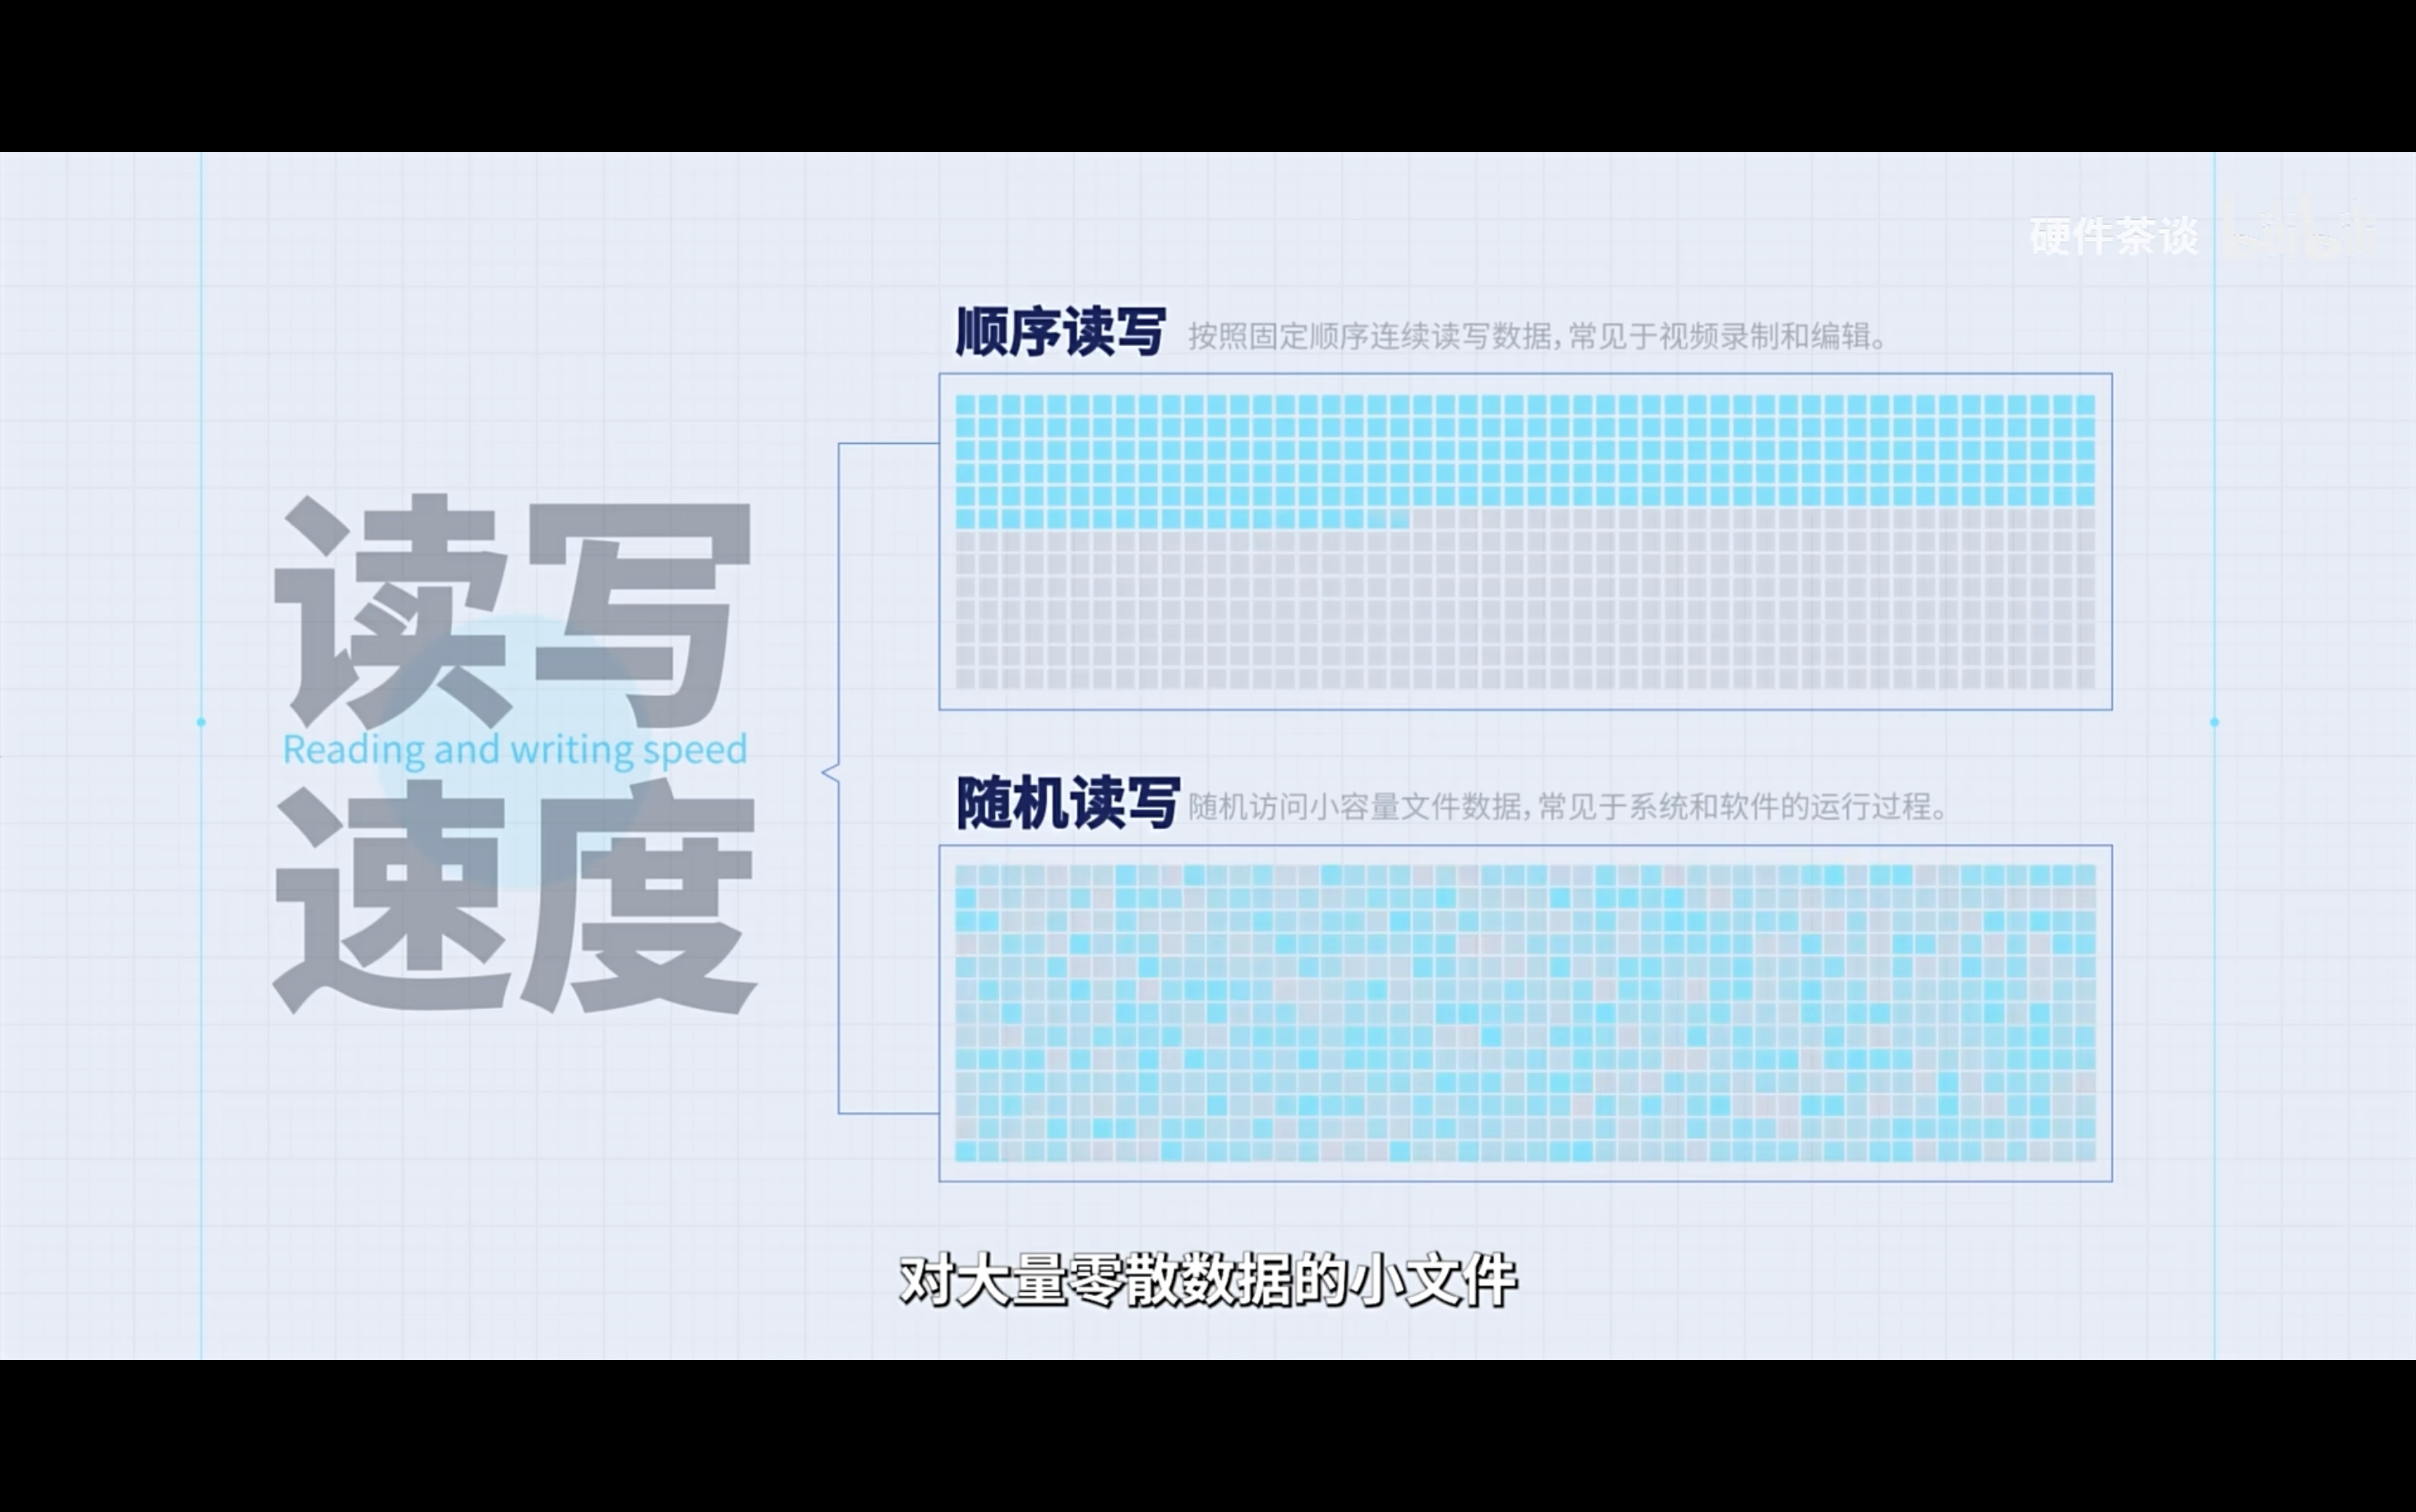 硬件茶谈 bilibili
顺序读写 按照固定顺序连续读写数据，常见于视频录制和编辑。
读写
Reading and writing speed
速度
随机读写 随机访问小容量文件数据，常见于系统和软件的运行过程。
对大量零散数据的小文件